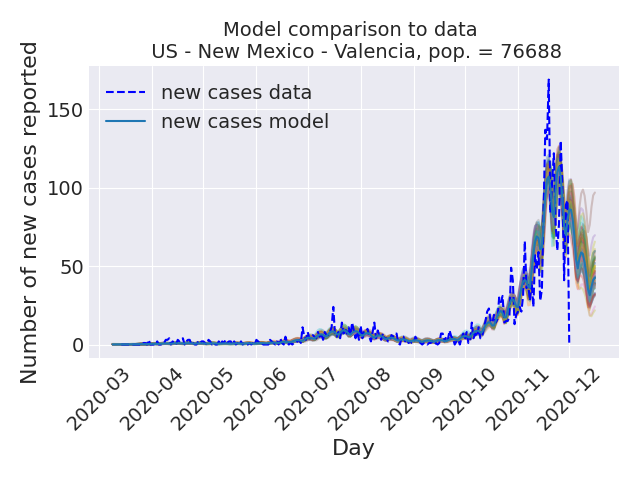 Model comparison to data
US - New Mexico - Valencia, pop. = 76688
Number of new cases reported
150
100
50
0
new cases data
new cases model
2020-03
2020-04
2020-05
2020-06
2020-07
2020-08
2020-09
2020-10
2020-11
2020-12
Day